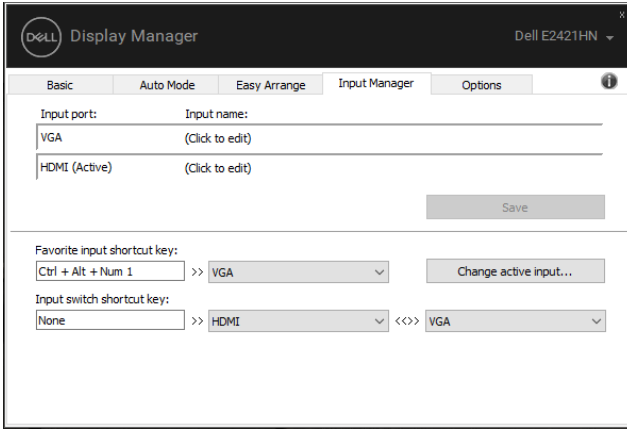 x
DELL Display Manager Dell E2421HN
Basic Auto Mode Easy Arrange Input Manager Options i
Input port: Input name:
VGA (Click to edit)
HDMI (Active) (Click to edit)
Save
Favorite input shortcut key:
Ctrl + Alt + Num 1 >> VGA Change active input...
Input switch shortcut key:
None >> HDMI <<>> VGA